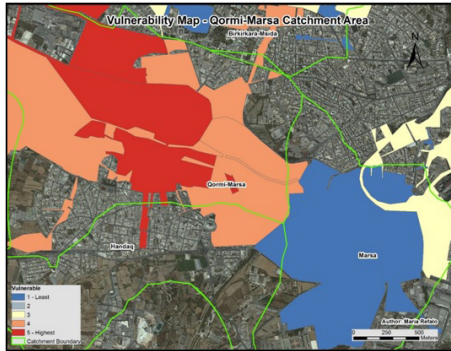 Vulnerability Map - Qormi-Marsa Catchment Area
Birkirkara-Msida
Qormi-Marsa
Handaq
Marsa
Vulnerable
1 - Least
2
3
4
5 - Highest
Catchment Boundary
Author: Maria Refalo
0 250 500
Meters